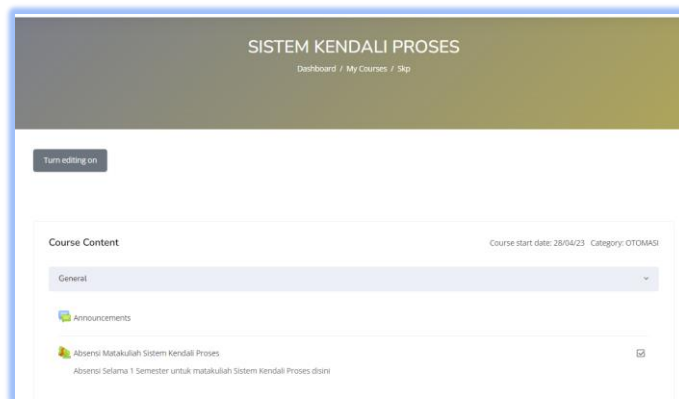 SISTEM KENDALI PROSES
Dashboard / My Courses / Skp
Turn editing on
Course Content
Course start date: 28/04/23 Category: OTOMASI
General
Announcements
Absensi Matakuliah Sistem Kendali Proses
Absensi Selama 1 Semester untuk matakuliah Sistem Kendali Proses disini